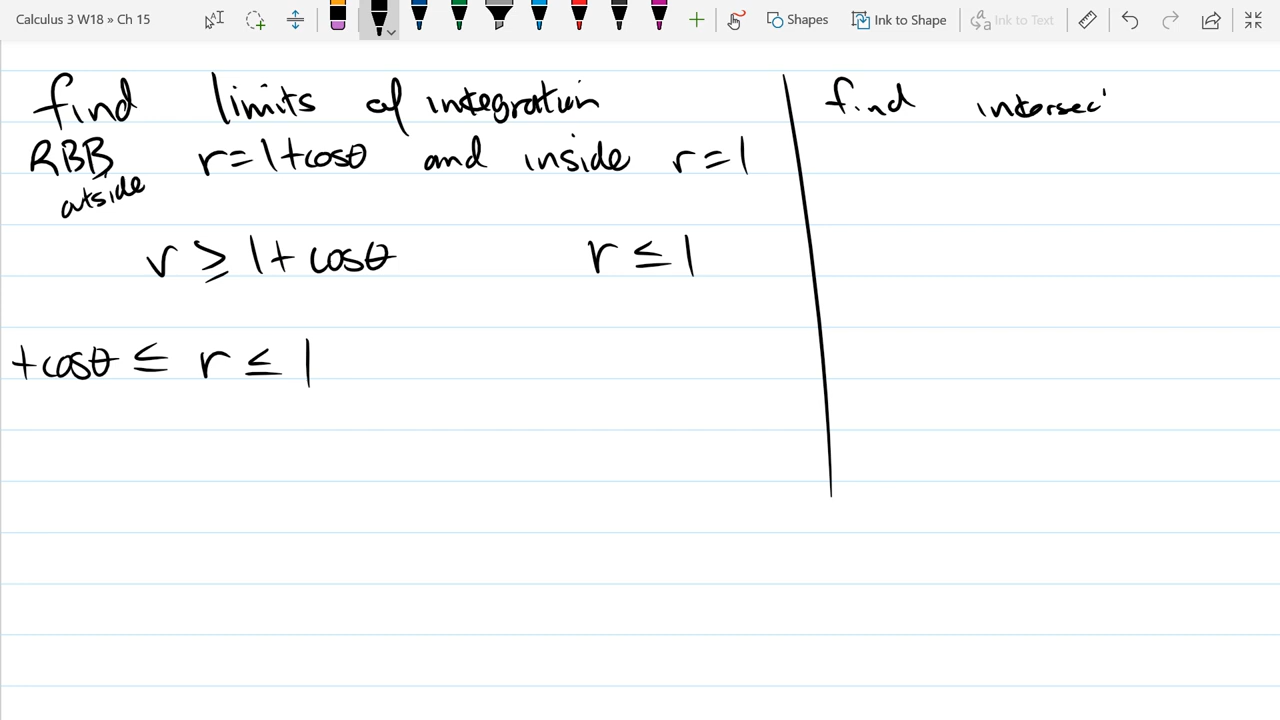 Calculus 3 W18 » Ch 15
Shapes
Ink to Shape
Ink to Text
find limits of integration
RBB r=1+cosθ and inside r=1
outside
r ≥ 1+ cosθ r ≤ 1
+cosθ ≤ r ≤ 1
find intersec